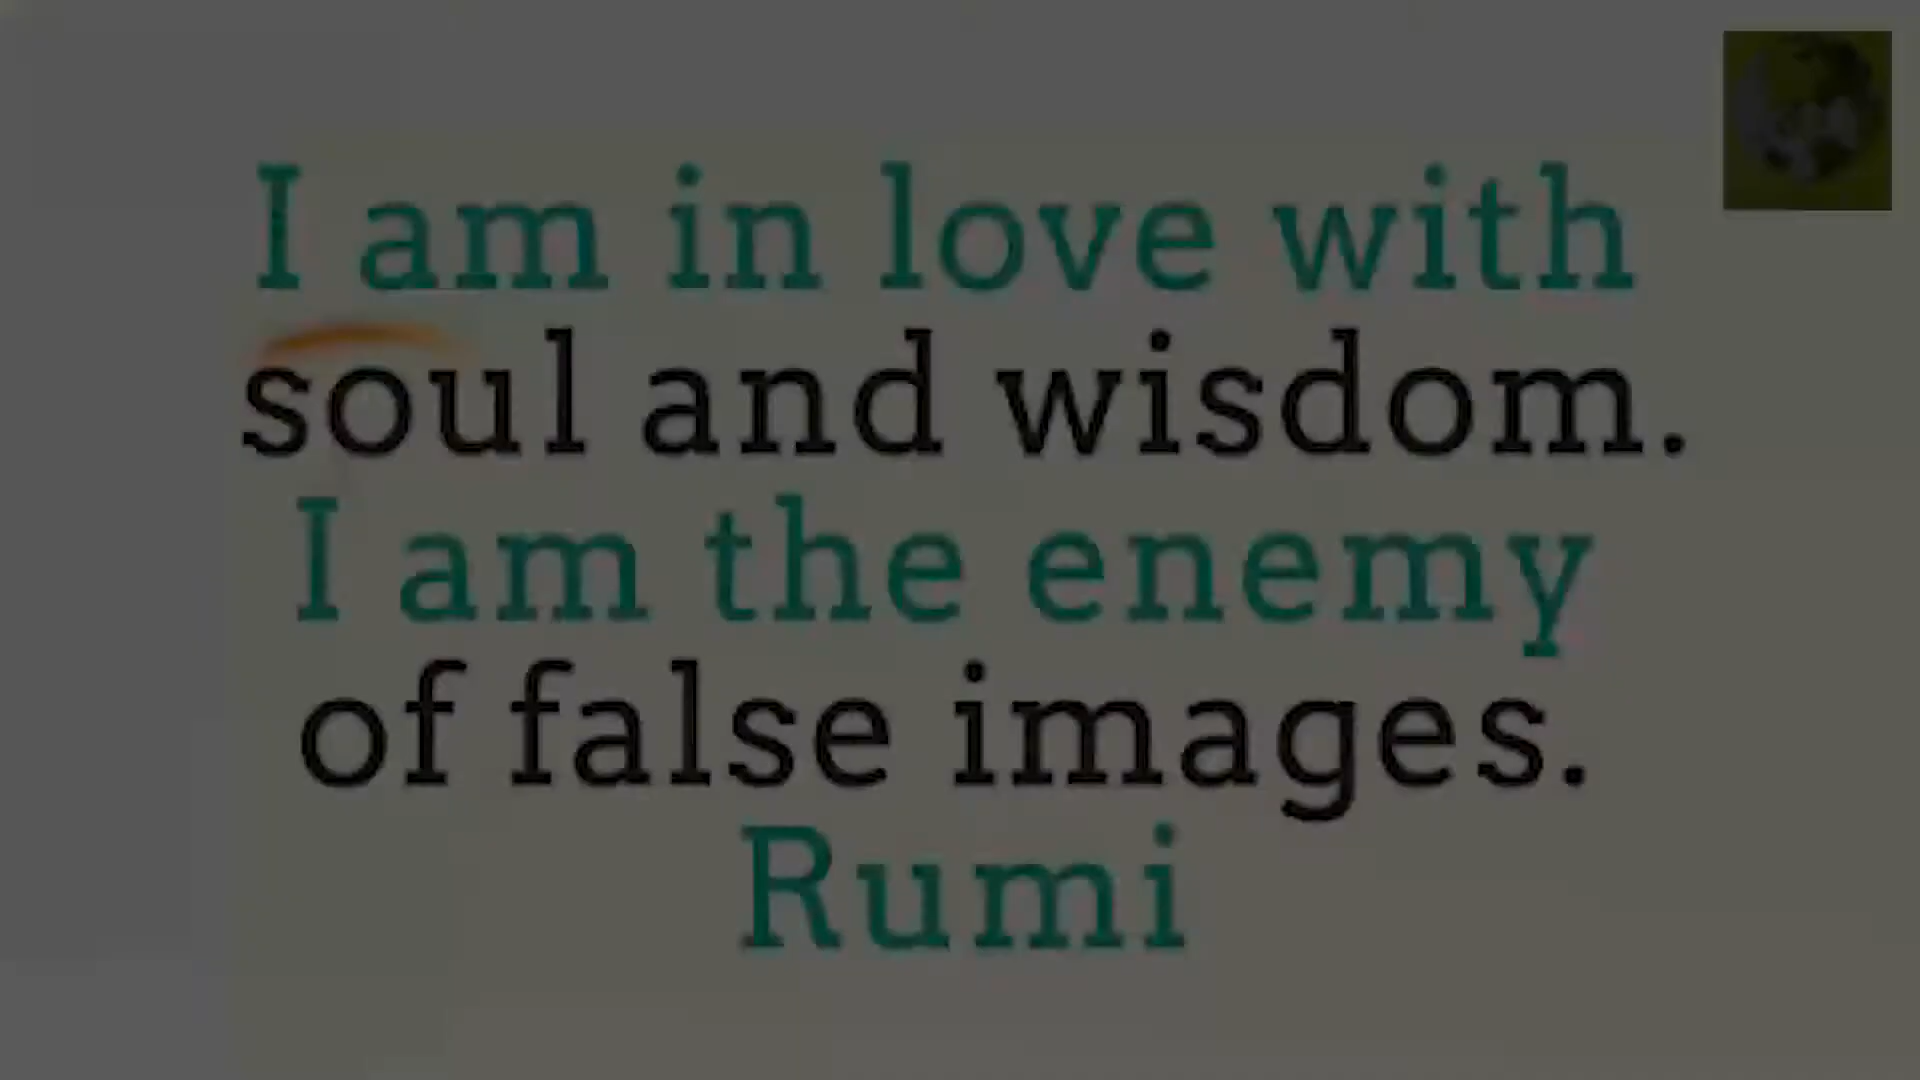 I am in love with
soul and wisdom.
I am the enemy
of false images.
Rumi